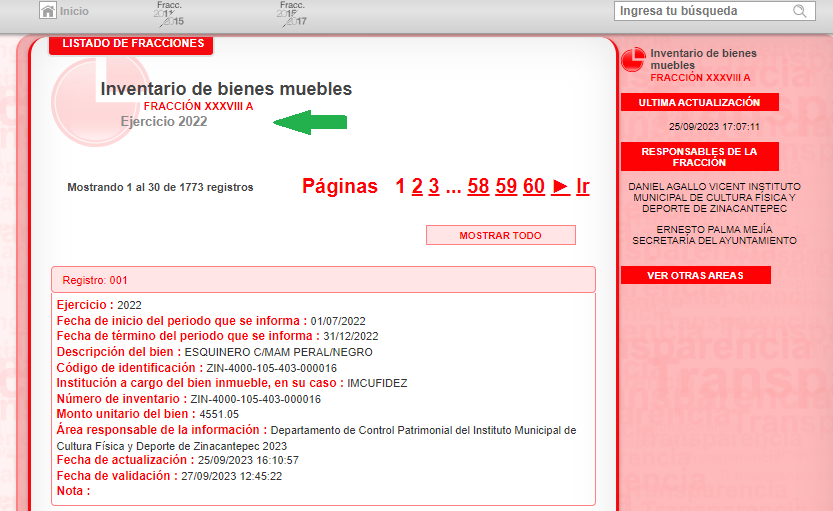 Inicio
Fracc.
2015
Fracc.
2017
Ingresa tu búsqueda
LISTADO DE FRACCIONES
Inventario de bienes muebles
FRACCIÓN XXXVIII A
Ejercicio 2022
Mostrando 1 al 30 de 1773 registros
Páginas 1 2 3 ... 58 59 60 ► Ir
MOSTRAR TODO
Registro: 001
Ejercicio : 2022
Fecha de inicio del periodo que se informa : 01/07/2022
Fecha de término del periodo que se informa : 31/12/2022
Descripción del bien : ESQUINERO C/MAM PERAL/NEGRO
Código de identificación : ZIN-4000-105-403-000016
Institución a cargo del bien inmueble, en su caso : IMCUFIDEZ
Número de inventario : ZIN-4000-105-403-000016
Monto unitario del bien : 4551.05
Área responsable de la información : Departamento de Control Patrimonial del Instituto Municipal de
Cultura Física y Deporte de Zinacantepec 2023
Fecha de actualización : 25/09/2023 16:10:57
Fecha de validación : 27/09/2023 12:45:22
Nota :
Inventario de bienes
muebles
FRACCIÓN XXXVIII A
ULTIMA ACTUALIZACIÓN
25/09/2023 17:07:11
RESPONSABLES DE LA
FRACCIÓN
DANIEL AGALLO VICENT INSTITUTO
MUNICIPAL DE CULTURA FÍSICA Y
DEPORTE DE ZINACANTEPEC
ERNESTO PALMA MEJÍA
SECRETARÍA DEL AYUNTAMIENTO
VER OTRAS AREAS